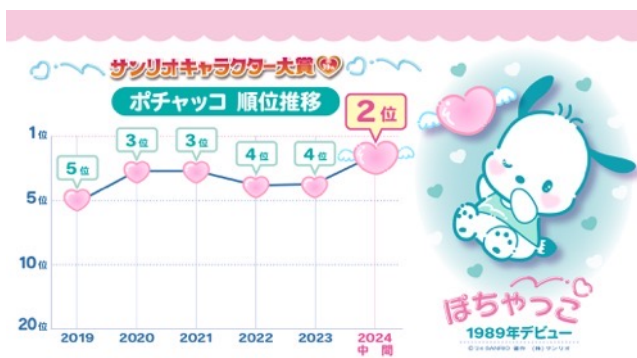 サンリオキャラクター大賞
ポチャッコ 順位推移
2位
1位
3位
3位
4位
4位
5位
5位
10位
20位
2019
2020
2021
2022
2023
2024
中間
ぽちゃっこ
1989年デビュー